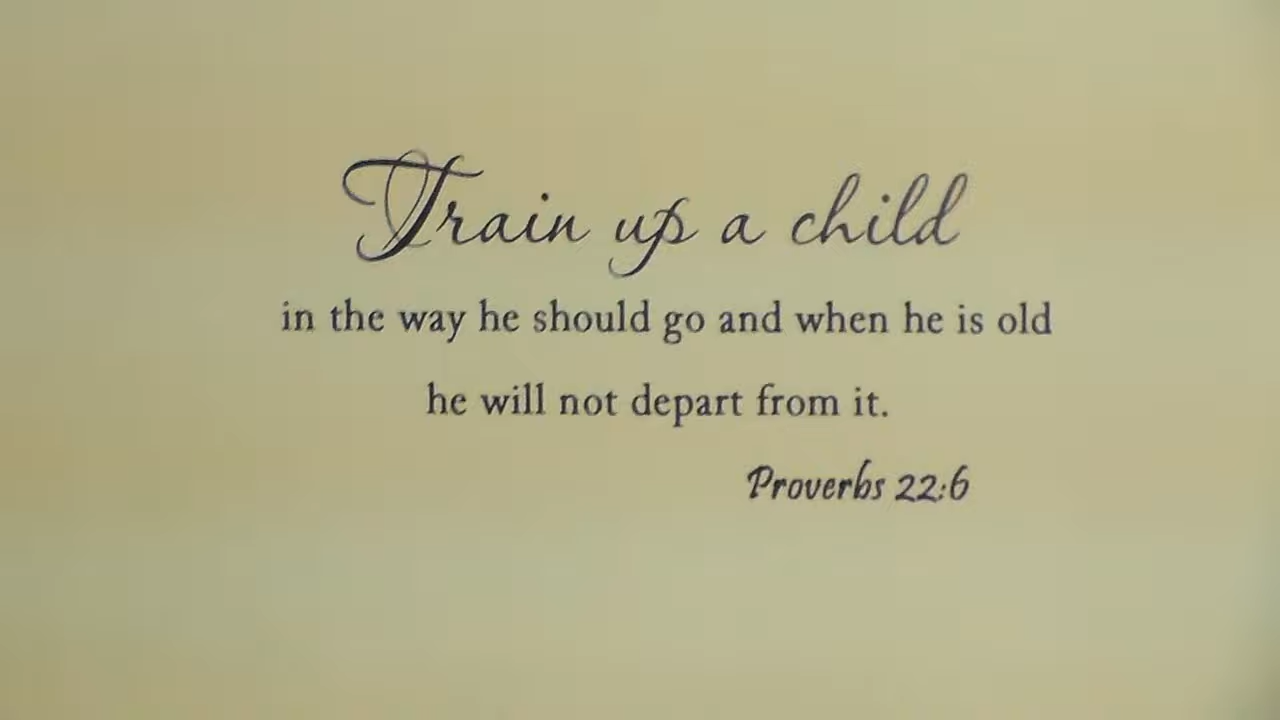 Train up a child
in the way he should go and when he is old
he will not depart from it.
Proverbs 22:6